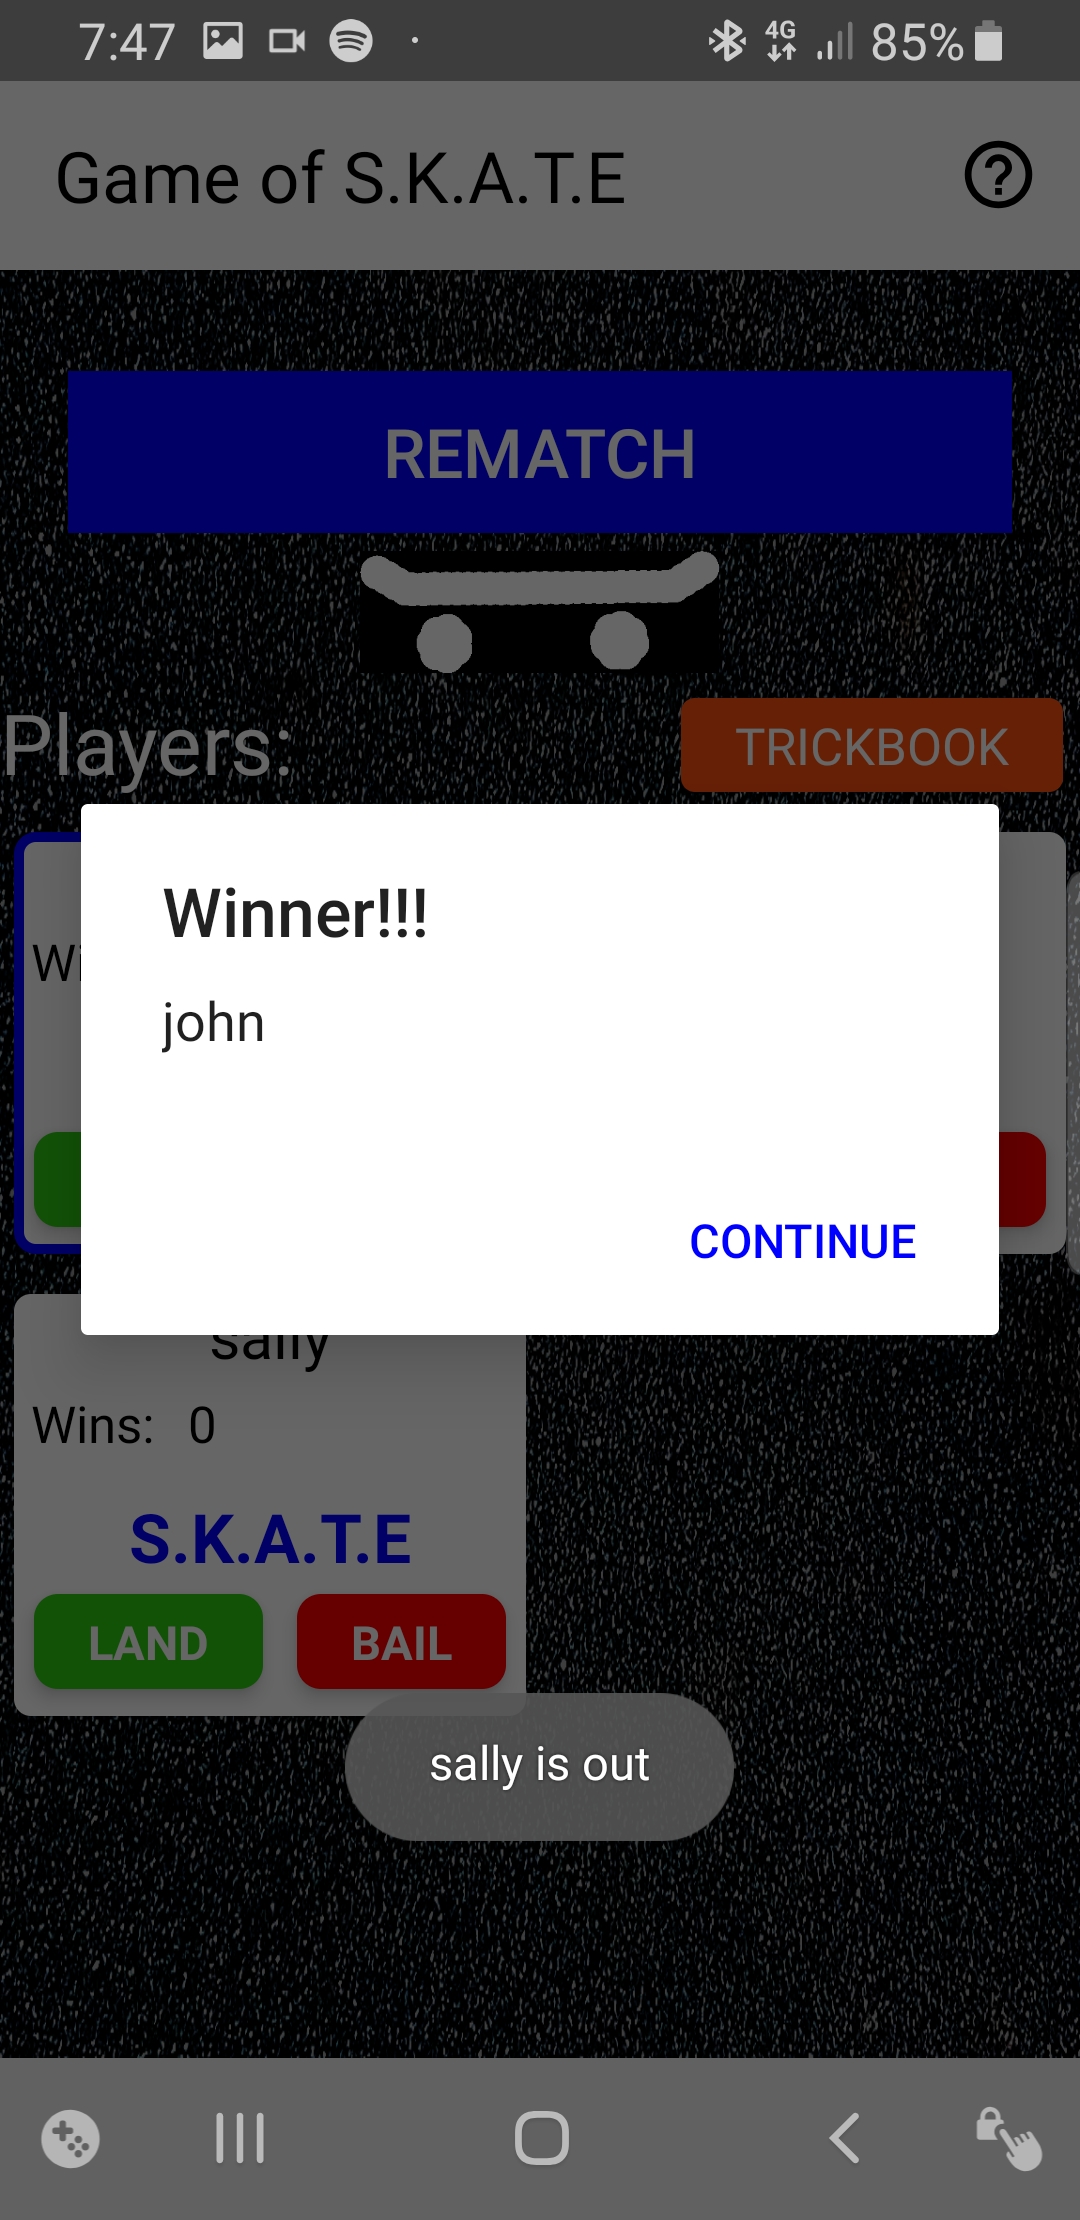 7:47
4G
85%
Game of S.K.A.T.E
REMATCH
Players:
TRICKBOOK
Winner!!!
john
CONTINUE
sally
Wins: 0
S.K.A.T.E
LAND
BAIL
sally is out